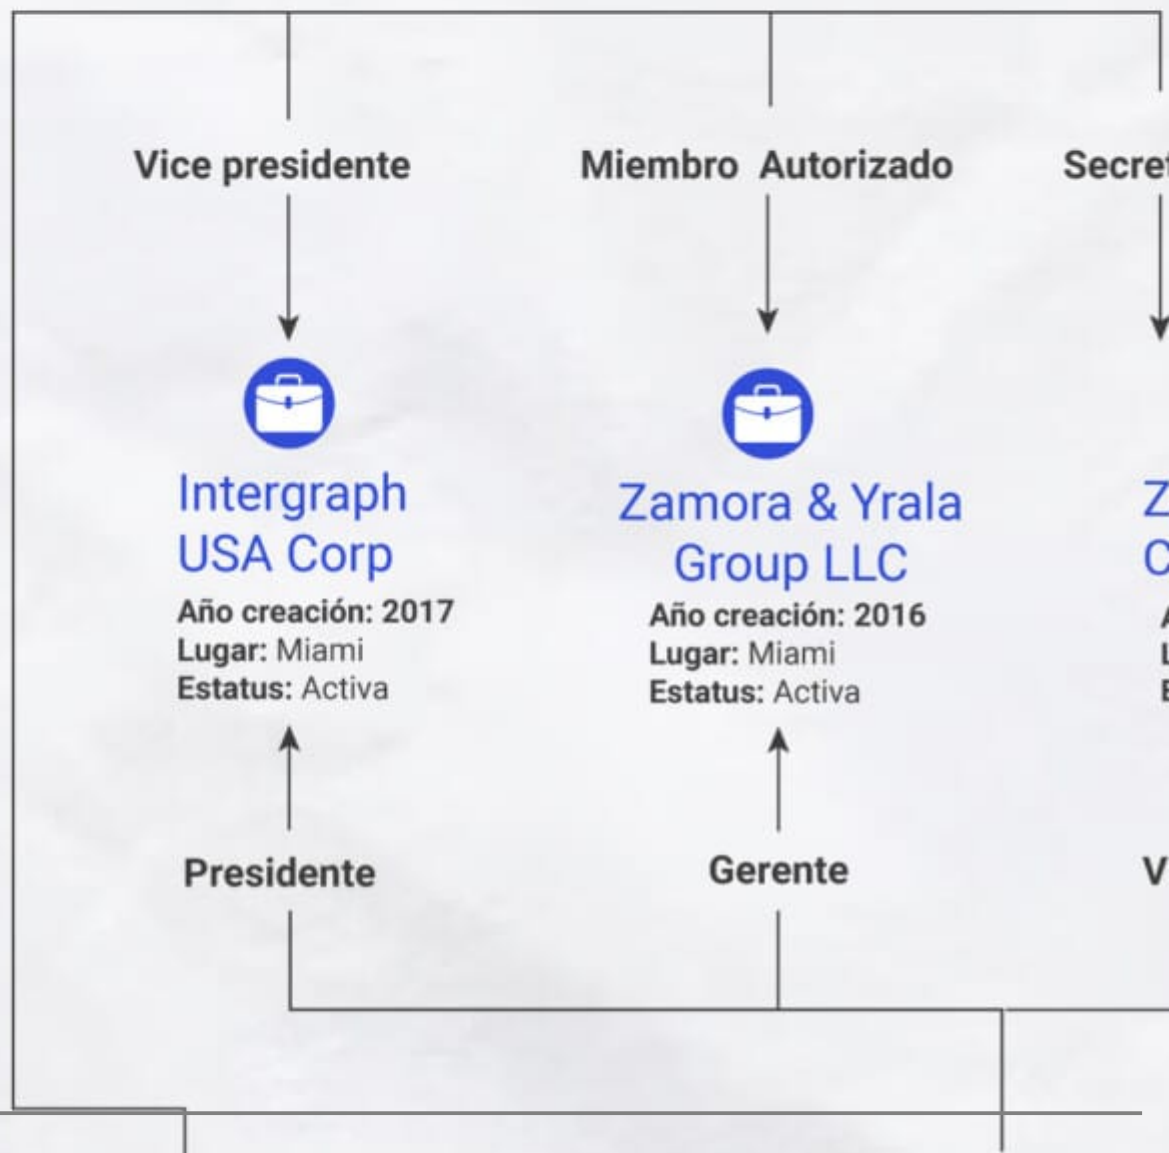 Vice presidente
Miembro Autorizado
Intergraph
USA Corp
Año creación: 2017
Lugar: Miami
Estatus: Activa
Presidente
Zamora & Yrala
Group LLC
Año creación: 2016
Lugar: Miami
Estatus: Activa
Gerente